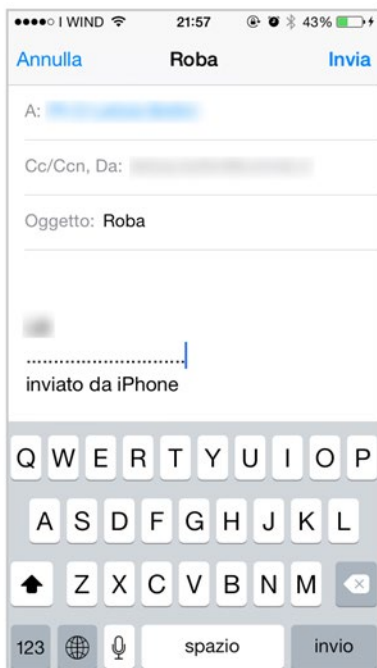 I WIND 21:57 43%
Annulla Roba Invia
A:
Cc/Ccn, Da:
Oggetto: Roba
.............................
inviato da iPhone
Q W E R T Y U I O P
A S D F G H J K L
Z X C V B N M
123 spazio invio